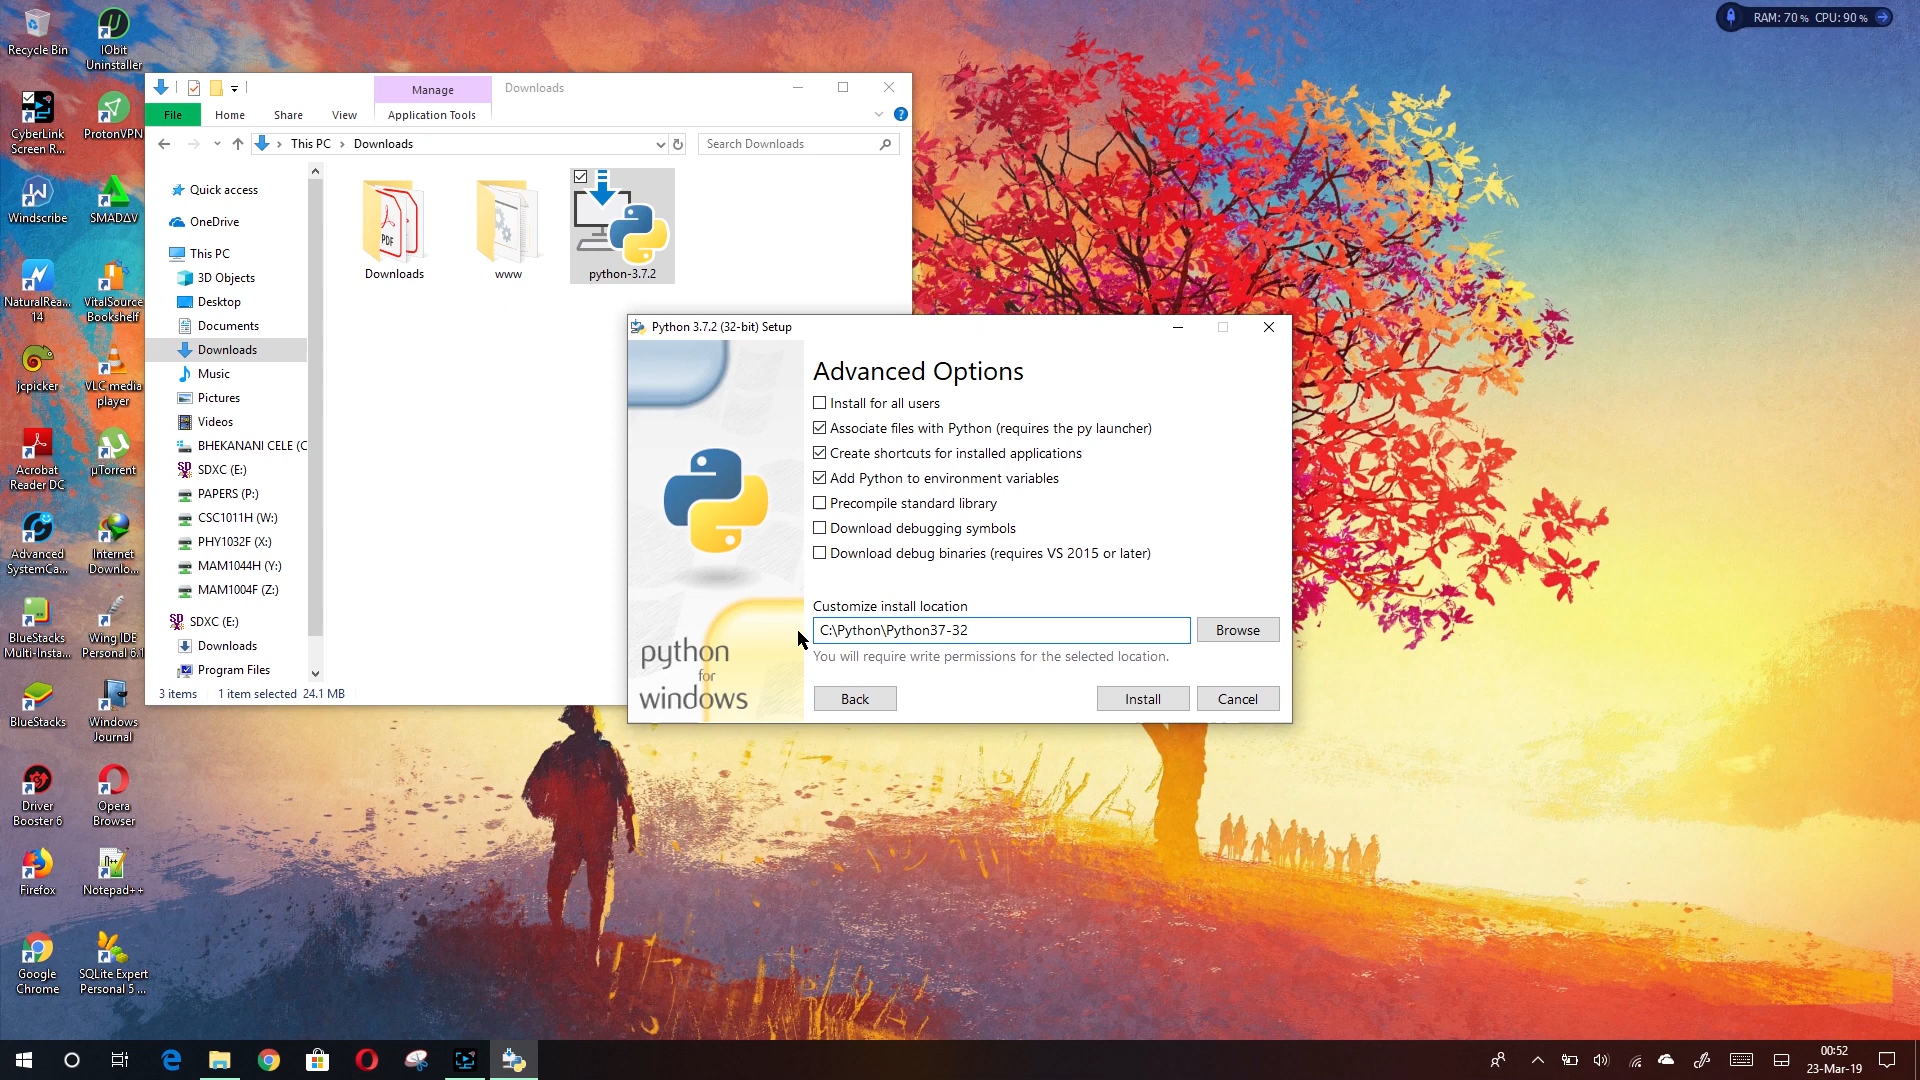 Recycle Bin
IObit Uninstaller
CyberLink Screen R...
ProtonVPN
Windscribe
SMADΔV
NaturalRea... 14
VitalSource Bookshelf
jcpicker
VLC media player
Acrobat Reader DC
µTorrent
Advanced SystemCa...
Internet Downlo...
BlueStacks Multi-Insta...
Wing IDE Personal 6.1
BlueStacks
Windows Journal
Driver Booster 6
Opera Browser
Firefox
Notepad++
Google Chrome
SQLite Expert Personal 5 ...
RAM: 70 % CPU: 90 %
Manage
Downloads
File
Home
Share
View
Application Tools
This PC
Downloads
Search Downloads
Quick access
OneDrive
This PC
3D Objects
Desktop
Documents
Downloads
Music
Pictures
Videos
BHEKANANI CELE (C
SDXC (E:)
PAPERS (P:)
CSC1011H (W:)
PHY1032F (X:)
MAM1044H (Y:)
MAM1004F (Z:)
SDXC (E:)
Downloads
Program Files
PDF
Downloads
www
python-3.7.2
3 items
1 item selected 24.1 MB
Python 3.7.2 (32-bit) Setup
Advanced Options
Install for all users
Associate files with Python (requires the py launcher)
Create shortcuts for installed applications
Add Python to environment variables
Precompile standard library
Download debugging symbols
Download debug binaries (requires VS 2015 or later)
Customize install location
C:\Python\Python37-32
Browse
You will require write permissions for the selected location.
python
for
windows
Back
Install
Cancel
00:52
23-Mar-19